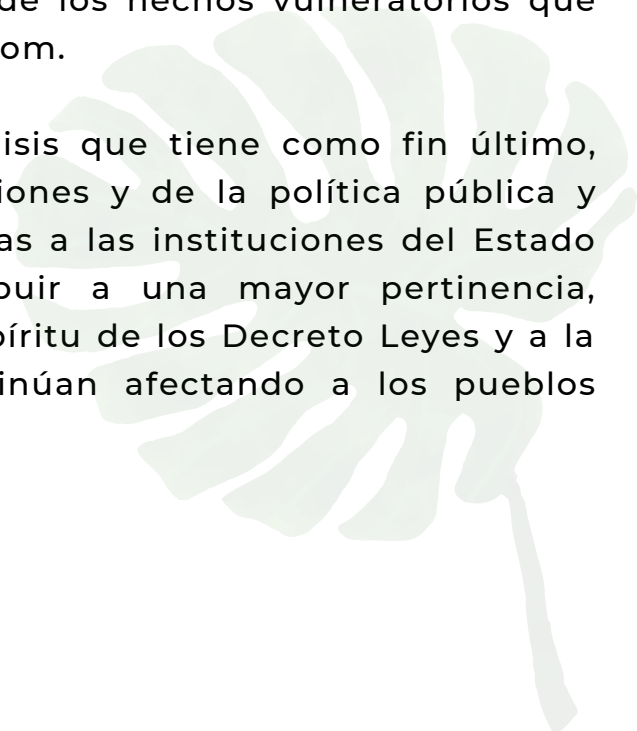 de los hechos vulneratorios que
om.
isis que tiene como fin último,
iones y de la política pública y
as a las instituciones del Estado
buir a una mayor pertinencia,
píritu de los Decreto Leyes y a la
inúan afectando a los pueblos